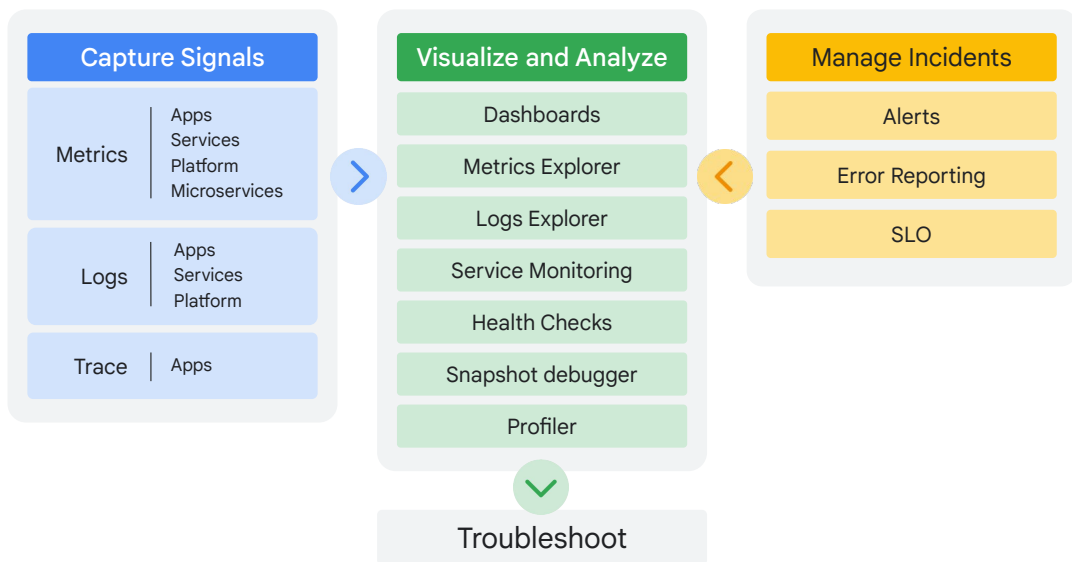 Capture Signals
Metrics
Apps
Services
Platform
Microservices
Logs
Apps
Services
Platform
Trace
Apps
Visualize and Analyze
Dashboards
Metrics Explorer
Logs Explorer
Service Monitoring
Health Checks
Snapshot debugger
Profiler
Manage Incidents
Alerts
Error Reporting
SLO
Troubleshoot